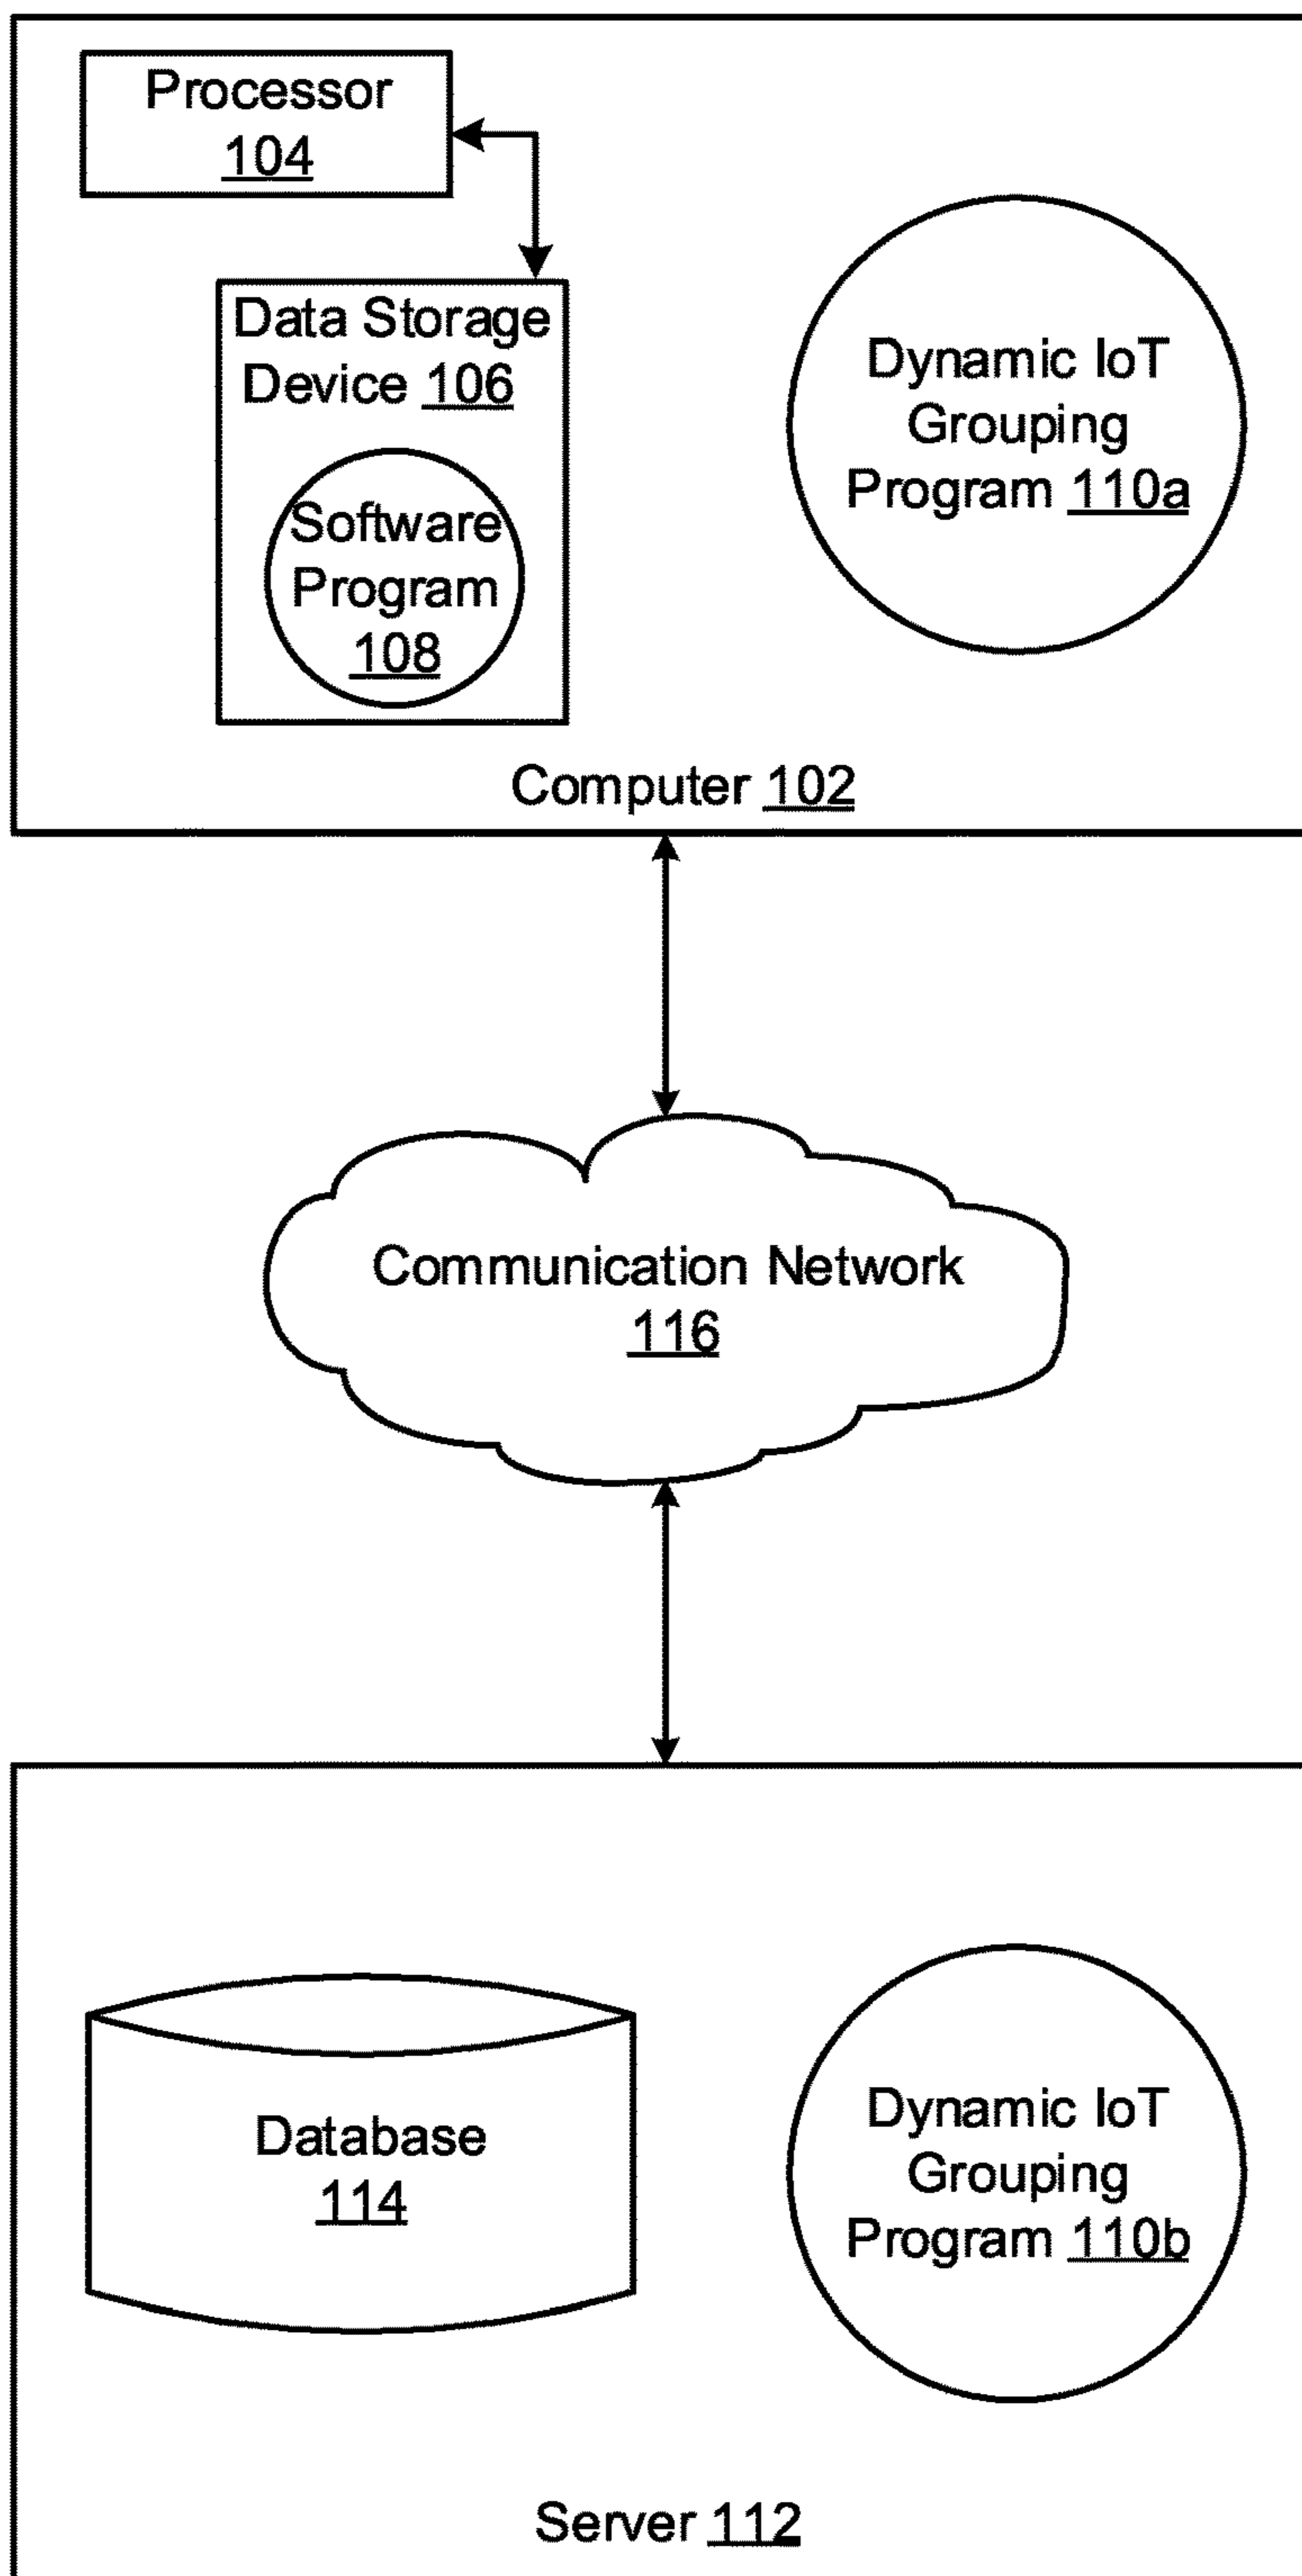 Processor
104
Data Storage
Device 106
Software
Program
108
Dynamic IoT
Grouping
Program 110a
Computer 102
Communication Network
116
Database
114
Dynamic IoT
Grouping
Program 110b
Server 112